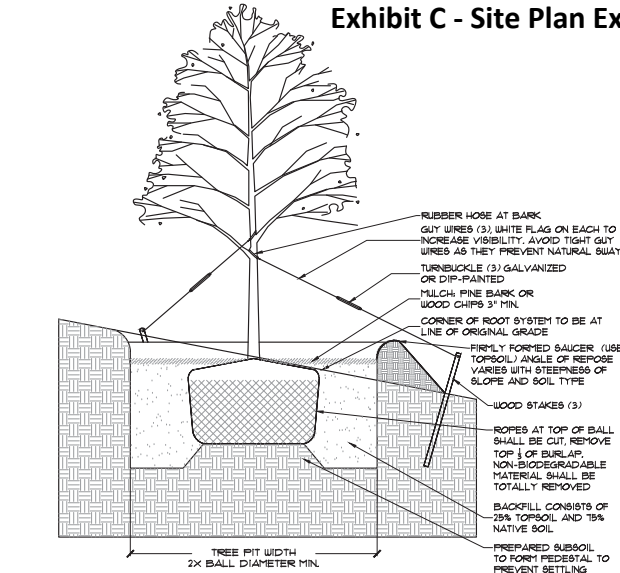 Exhibit C - Site Plan Ex
RUBBER HOSE AT BARK
GUY WIRES (3), WHITE FLAG ON EACH TO
INCREASE VISIBILITY. AVOID TIGHT GUY
WIRES AS THEY PREVENT NATURAL SWAY
TURNBUCKLE (3) GALVANIZED
OR DIP-PAINTED
MULCH: PINE BARK OR
WOOD CHIPS 3" MIN.
CORNER OF ROOT SYSTEM TO BE AT
LINE OF ORIGINAL GRADE
FIRMLY FORMED SAUCER (USE
TOPSOIL) ANGLE OF REPOSE
VARIES WITH STEEPNESS OF
SLOPE AND SOIL TYPE
WOOD STAKES (3)
ROPES AT TOP OF BALL
SHALL BE CUT, REMOVE
TOP OF BURLAP,
NON-BIODEGRADABLE
MATERIAL SHALL BE
TOTALLY REMOVED
BACKFILL CONSISTS OF
25% TOPSOIL AND 75%
NATIVE SOIL
PREPARED SUBSOIL
TO FORM PEDESTAL TO
PREVENT SETTLING
TREE PIT WIDTH
2X BALL DIAMETER MIN.